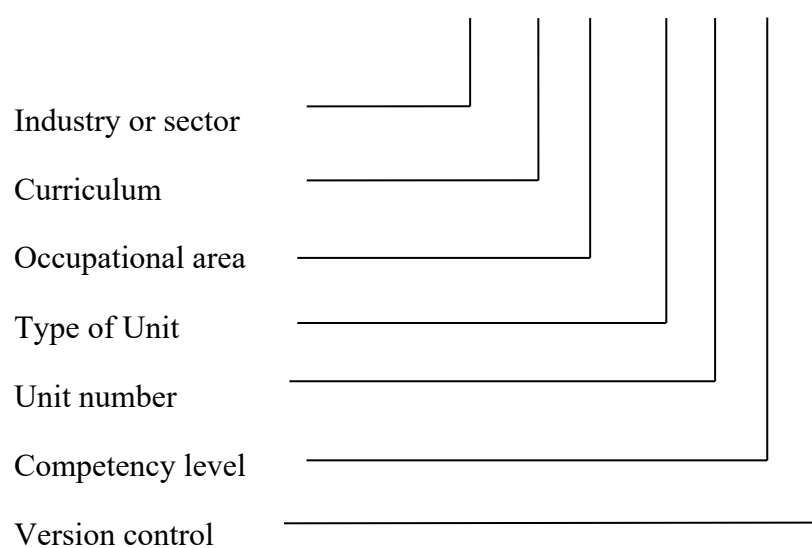 Industry or sector
Curriculum
Occupational area
Type of Unit
Unit number
Competency level
Version control